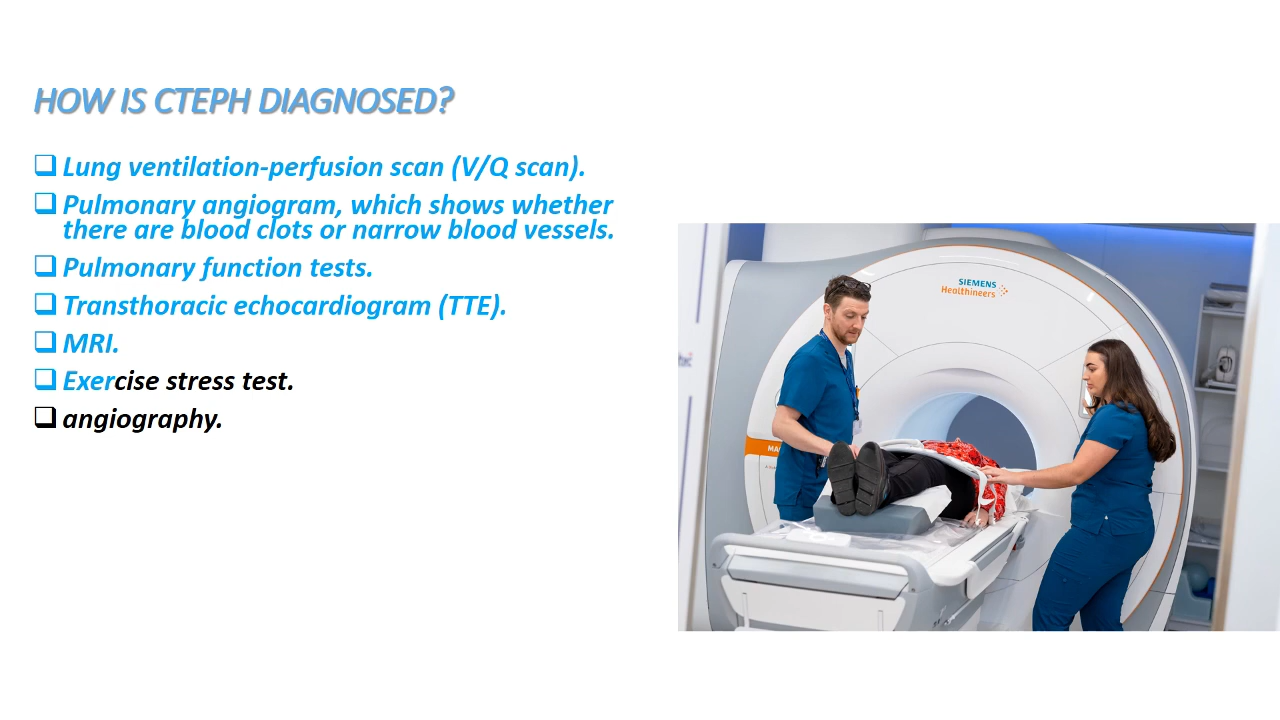 HOW IS CTEPH DIAGNOSED?
❑ Lung ventilation-perfusion scan (V/Q scan).
❑ Pulmonary angiogram, which shows whether
there are blood clots or narrow blood vessels.
❑ Pulmonary function tests.
❑ Transthoracic echocardiogram (TTE).
❑ MRI.
❑ Exercise stress test.
❑ angiography.
SIEMENS
Healthineers
MA